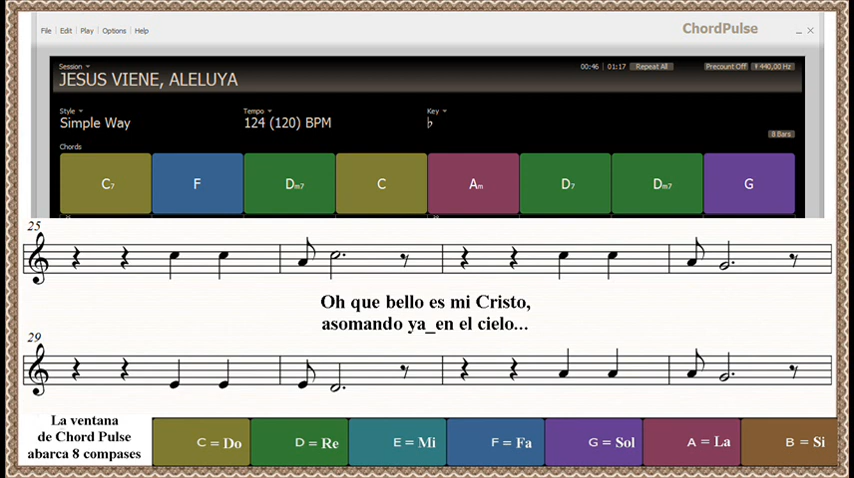 File Edit Play Options Help
ChordPulse
Session
00:46 01:17 Repeat All Precount Off 440,00 Hz
JESUS VIENE, ALELUYA
Style Tempo Key
Simple Way 124 (120) BPM ♭
8 Bars
Chords
C7 F Dm7 C Am D7 Dm7 G
25
Oh que bello es mi Cristo,
asomando ya_en el cielo...
29
La ventana
de Chord Pulse
abarca 8 compases
C = Do D = Re E = Mi F = Fa G = Sol A = La B = Si